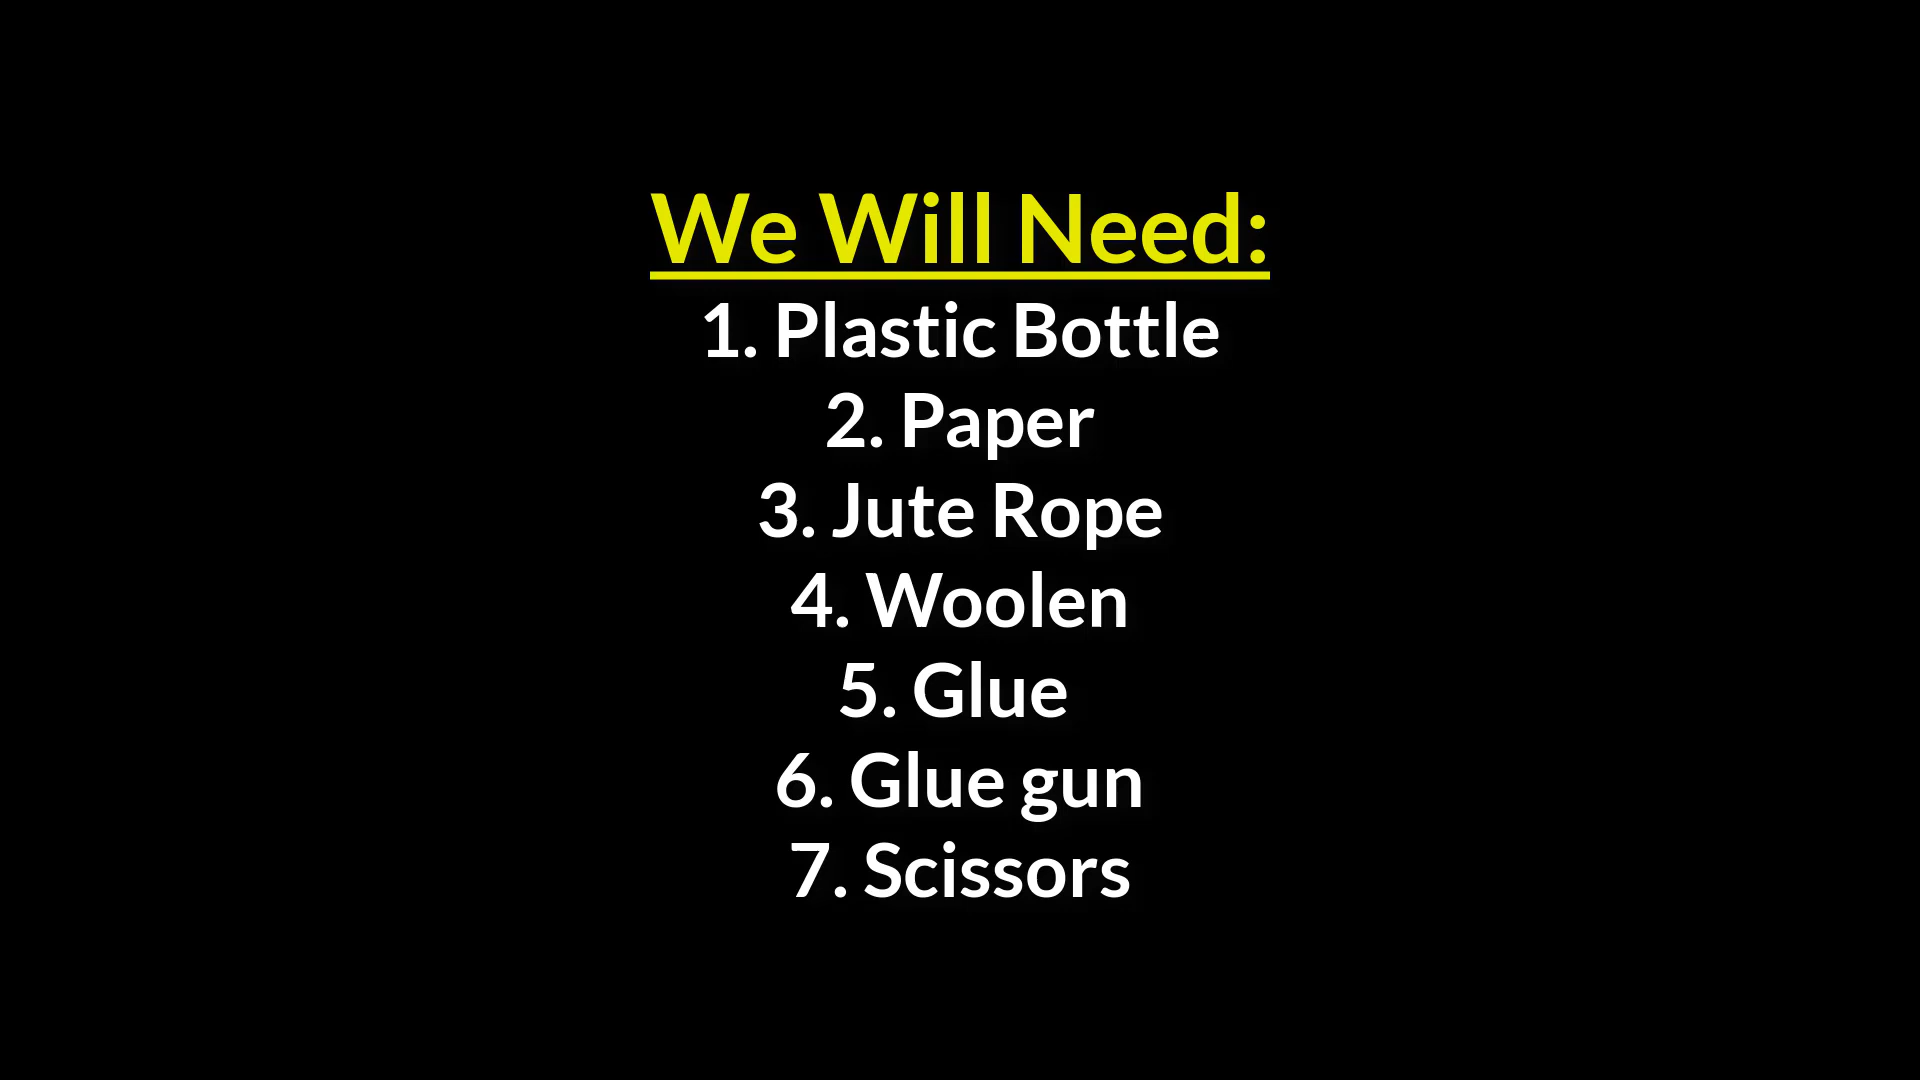 We Will Need:
1. Plastic Bottle
2. Paper
3. Jute Rope
4. Woolen
5. Glue
6. Glue gun
7. Scissors